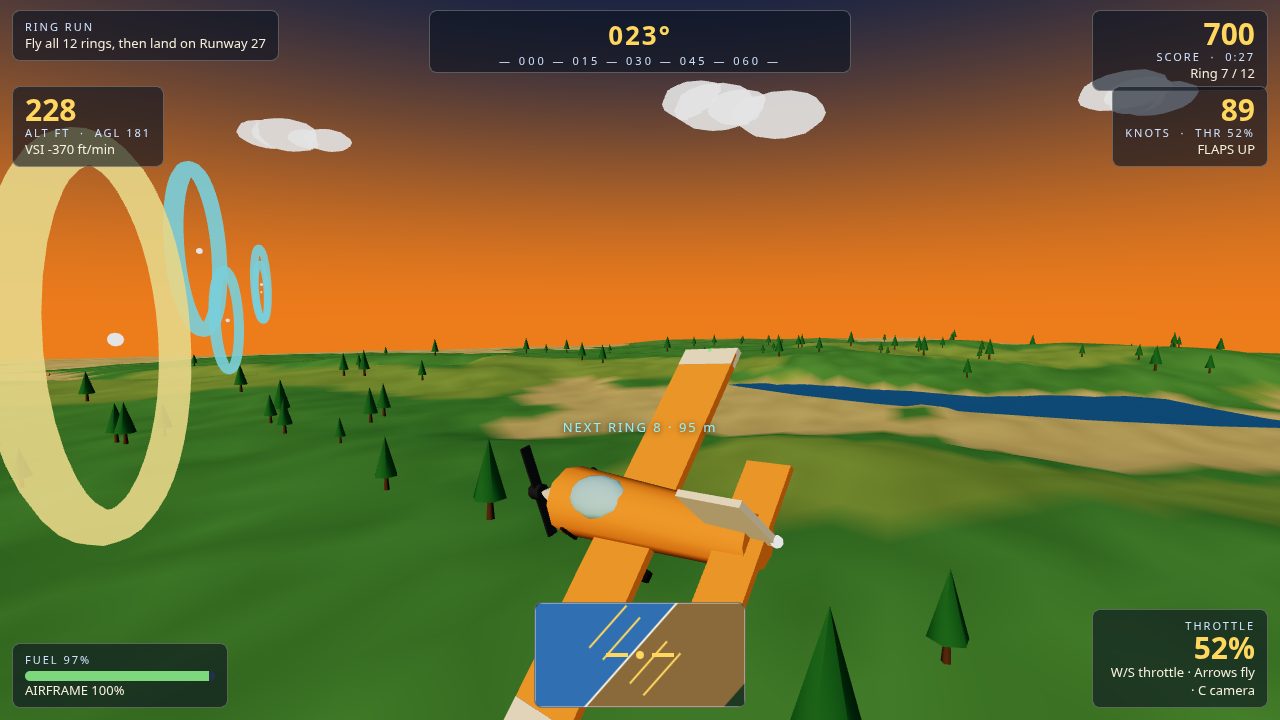 RING RUN
Fly all 12 rings, then land on Runway 27
023°
— 000 — 015 — 030 — 045 — 060 —
700
SCORE · 0:27
Ring 7 / 12
228
ALT FT · AGL 181
VSI -370 ft/min
89
KNOTS · THR 52%
FLAPS UP
NEXT RING 8 · 95 m
FUEL 97%
AIRFRAME 100%
THROTTLE
52%
W/S throttle · Arrows fly
· C camera